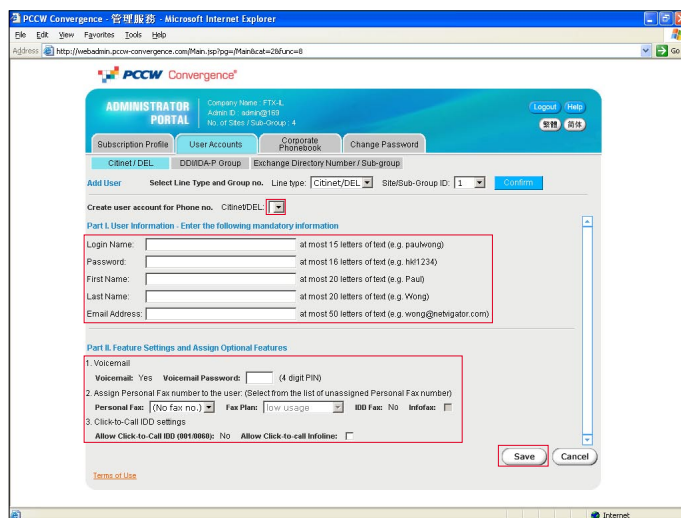 PCCW Convergence - 管理服務 - Microsoft Internet Explorer
File Edit View Favorites Tools Help
Address http://webadmin.pccw-convergence.com/Main.jsp?pg=/Main&cat=2&func=8 Go
PCCW Convergence
ADMINISTRATOR PORTAL
Company Name : FTX-IL
Admin ID : admin@169
No. of Sites / Sub-Group : 4
Logout Help
繁體 简体
Subscription Profile User Accounts Corporate Phonebook Change Password
Citinet / DEL DDI/IDA-P Group Exchange Directory Number / Sub-group
Add User Select Line Type and Group no. Line type: Citinet/DEL Site/Sub-Group ID: 1 Confirm
Create user account for Phone no. Citinet/DEL:
Part I. User Information - Enter the following mandatory information
Login Name: at most 15 letters of text (e.g. paulwong)
Password: at most 16 letters of text (e.g. hkl1234)
First Name: at most 20 letters of text (e.g. Paul)
Last Name: at most 20 letters of text (e.g. Wong)
Email Address: at most 50 letters of text (e.g. wong@netvigator.com)
Part II. Feature Settings and Assign Optional Features
1. Voicemail
Voicemail: Yes Voicemail Password: (4 digit PIN)
2. Assign Personal Fax number to the user: (Select from the list of unassigned Personal Fax number)
Personal Fax: (No fax no.) Fax Plan: low usage IDD Fax: No Infofax:
3. Click-to-Call IDD settings
Allow Click-to-Call IDD (001/0060): No Allow Click-to-call Infoline:
Save Cancel
Terms of Use
Internet